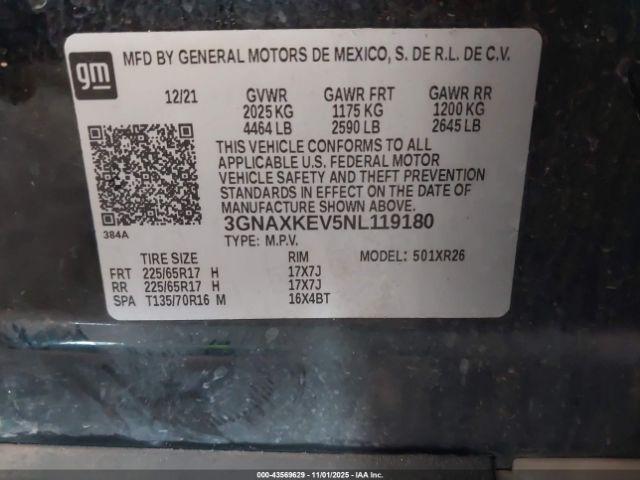 gm
MFD BY GENERAL MOTORS DE MEXICO, S. DE R.L. DE C.V.
12/21 GVWR GAWR FRT GAWR RR
2025 KG 1175 KG 1200 KG
4464 LB 2590 LB 2645 LB
THIS VEHICLE CONFORMS TO ALL
APPLICABLE U.S. FEDERAL MOTOR
VEHICLE SAFETY AND THEFT PREVENTION
STANDARDS IN EFFECT ON THE DATE OF
MANUFACTURE SHOWN ABOVE.
384A
3GNAXKEV5NL119180
TYPE: M.P.V. MODEL: 501XR26
TIRE SIZE RIM
FRT 225/65R17 H 17X7J
RR 225/65R17 H 17X7J
SPA T135/70R16 M 16X4BT
000-43569629 - 11/01/2025 - IAAI.COM